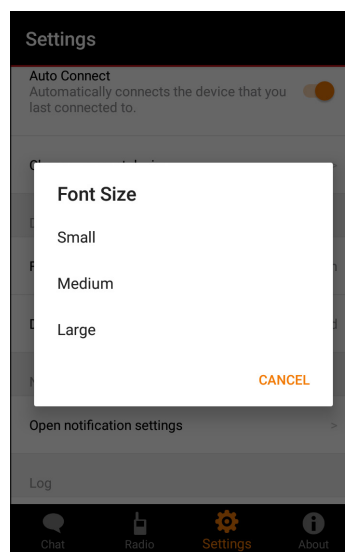 Settings
Auto Connect
Automatically connects the device that you
last connected to.
Font Size
Small
Medium
Large
CANCEL
Open notification settings
>
Log
Chat
Radio
Settings
About